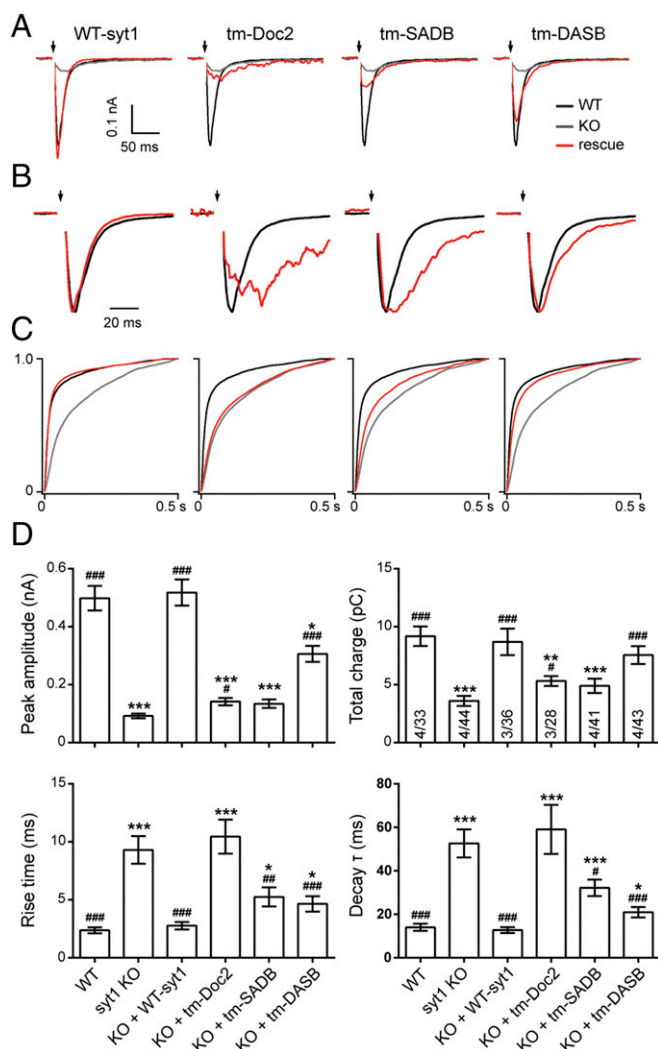 A
WT-syt1
tm-Doc2
tm-SADB
tm-DASB
0.1 nA
50 ms
WT
KO
rescue
B
20 ms
C
1.0
0
0
0.5 s
0
0.5 s
0
0.5 s
0
0.5 s
D
Peak amplitude (nA)
0.6
0.4
0.2
0
###
***
###
***
#
***
*
###
Total charge (pC)
15
10
5
0
###
***
###
**
#
***
###
4/33
4/44
3/36
3/28
4/41
4/43
Rise time (ms)
15
10
5
0
###
***
###
***
*
##
*
###
WT
syt1 KO
KO + WT-syt1
KO + tm-Doc2
KO + tm-SADB
KO + tm-DASB
Decay τ (ms)
80
60
40
20
0
###
***
###
***
***
#
*
###
WT
syt1 KO
KO + WT-syt1
KO + tm-Doc2
KO + tm-SADB
KO + tm-DASB